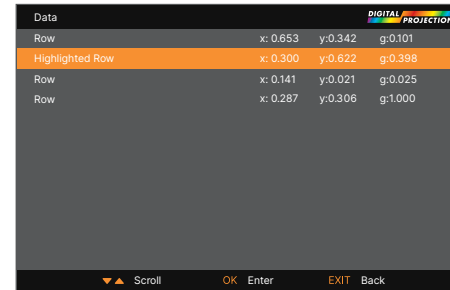 Data DIGITAL PROJECTION
Row x: 0.653 y:0.342 g:0.101
Highlighted Row x: 0.300 y:0.622 g:0.398
Row x: 0.141 y:0.021 g:0.025
Row x: 0.287 y:0.306 g:1.000
Scroll OK Enter EXIT Back